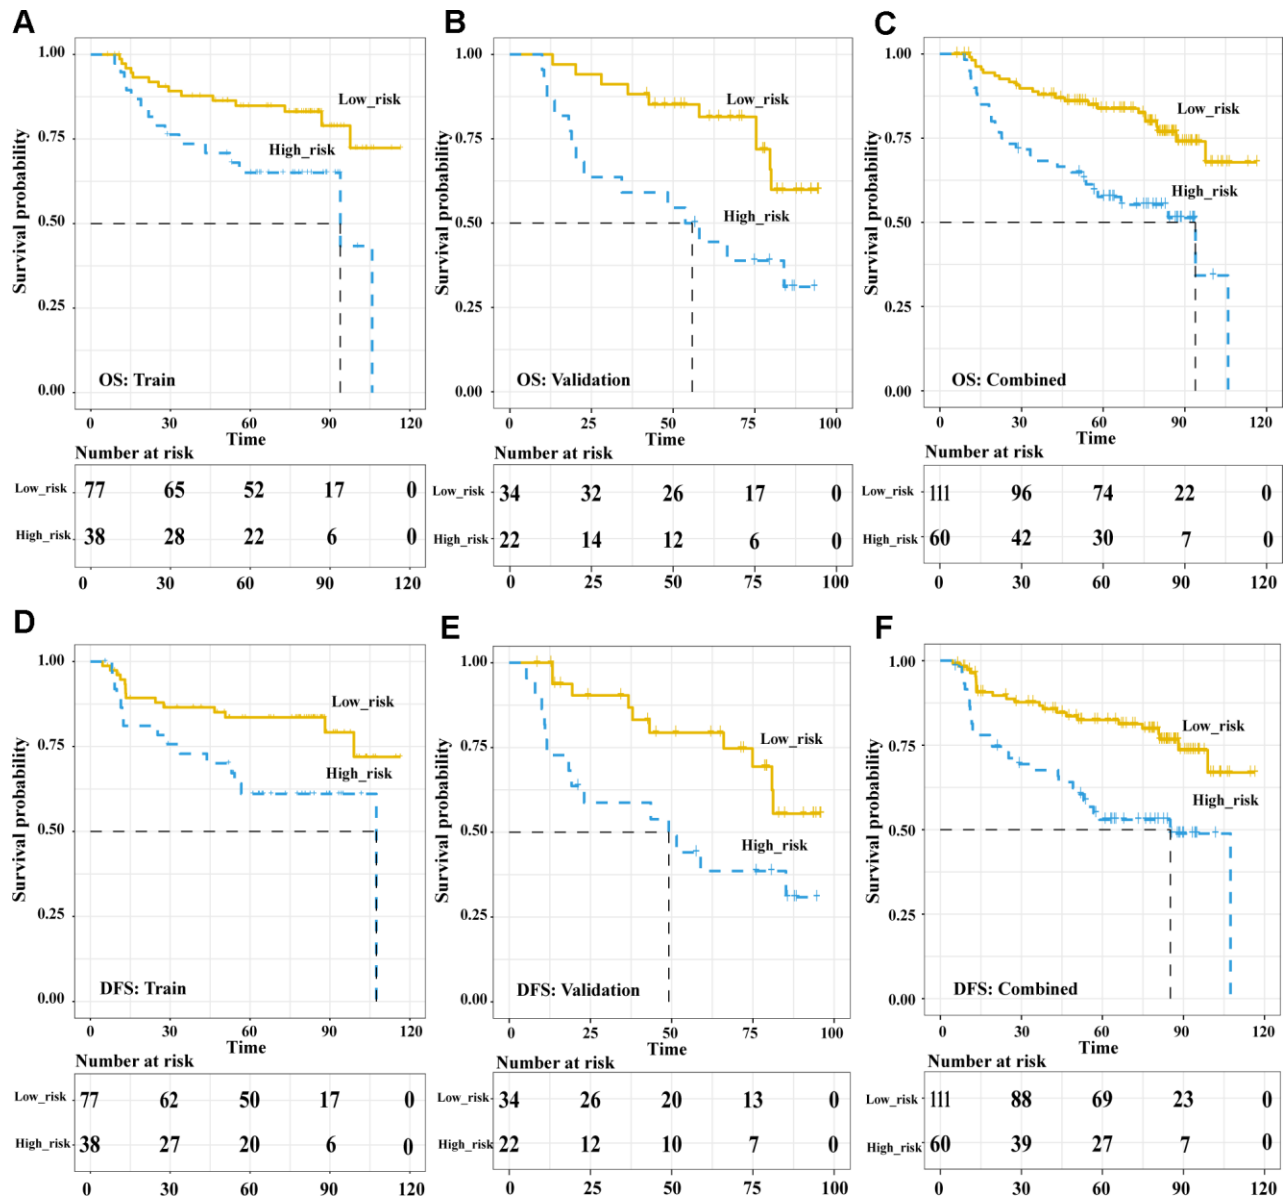 A
B
C
Survival probability
1.00
0.75
0.50
0.25
0.00
Low_risk
High_risk
OS: Train
0 30 60 90 120
Time
Number at risk
Low_risk 77 65 52 17 0
High_risk 38 28 22 6 0
0 30 60 90 120
Survival probability
1.00
0.75
0.50
0.25
0.00
Low_risk
High_risk
OS: Validation
0 25 50 75 100
Time
Number at risk
Low_risk 34 32 26 17 0
High_risk 22 14 12 6 0
0 25 50 75 100
Survival probability
1.00
0.75
0.50
0.25
0.00
Low_risk
High_risk
OS: Combined
0 30 60 90 120
Time
Number at risk
Low_risk 111 96 74 22 0
High_risk 60 42 30 7 0
0 30 60 90 120
D
E
F
Survival probability
1.00
0.75
0.50
0.25
0.00
Low_risk
High_risk
DFS: Train
0 30 60 90 120
Time
Number at risk
Low_risk 77 62 50 17 0
High_risk 38 27 20 6 0
0 30 60 90 120
Survival probability
1.00
0.75
0.50
0.25
0.00
Low_risk
High_risk
DFS: Validation
0 25 50 75 100
Time
Number at risk
Low_risk 34 26 20 13 0
High_risk 22 12 10 7 0
0 25 50 75 100
Survival probability
1.00
0.75
0.50
0.25
0.00
Low_risk
High_risk
DFS: Combined
0 30 60 90 120
Time
Number at risk
Low_risk 111 88 69 23 0
High_risk 60 39 27 7 0
0 30 60 90 120